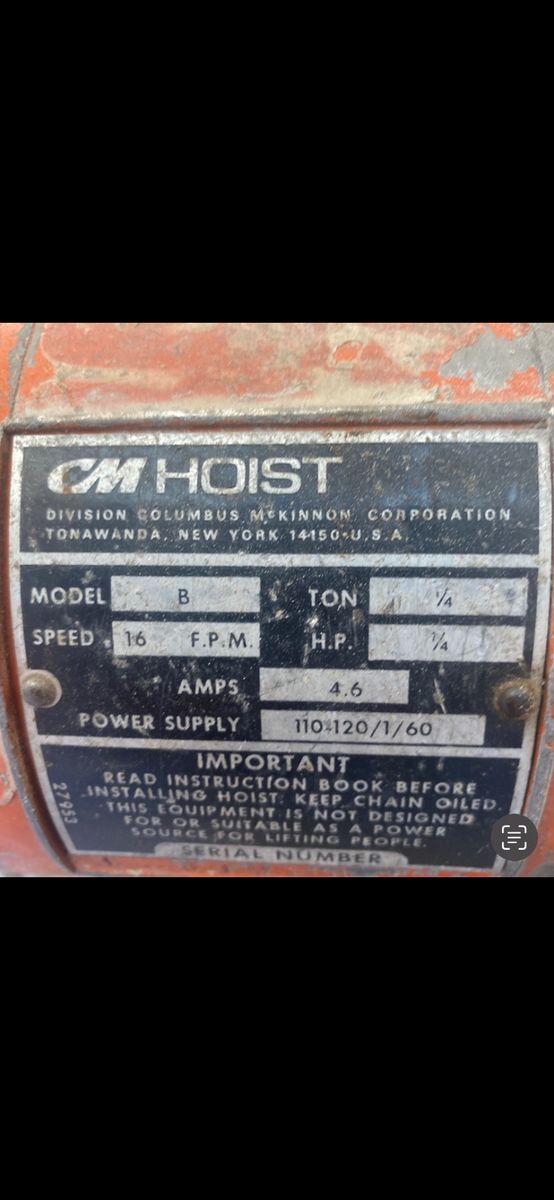 CM HOIST
DIVISION COLUMBUS McKINNON CORPORATION
TONAWANDA, NEW YORK 14150 U.S.A.
MODEL B TON 1/4
SPEED 16 F.P.M. H.P. 1/4
AMPS 4.6
POWER SUPPLY 110-120/1/60
IMPORTANT
READ INSTRUCTION BOOK BEFORE
INSTALLING HOIST. KEEP CHAIN OILED.
THIS EQUIPMENT IS NOT DESIGNED
FOR OR SUITABLE AS A POWER
SOURCE FOR LIFTING PEOPLE.
SERIAL NUMBER
27953